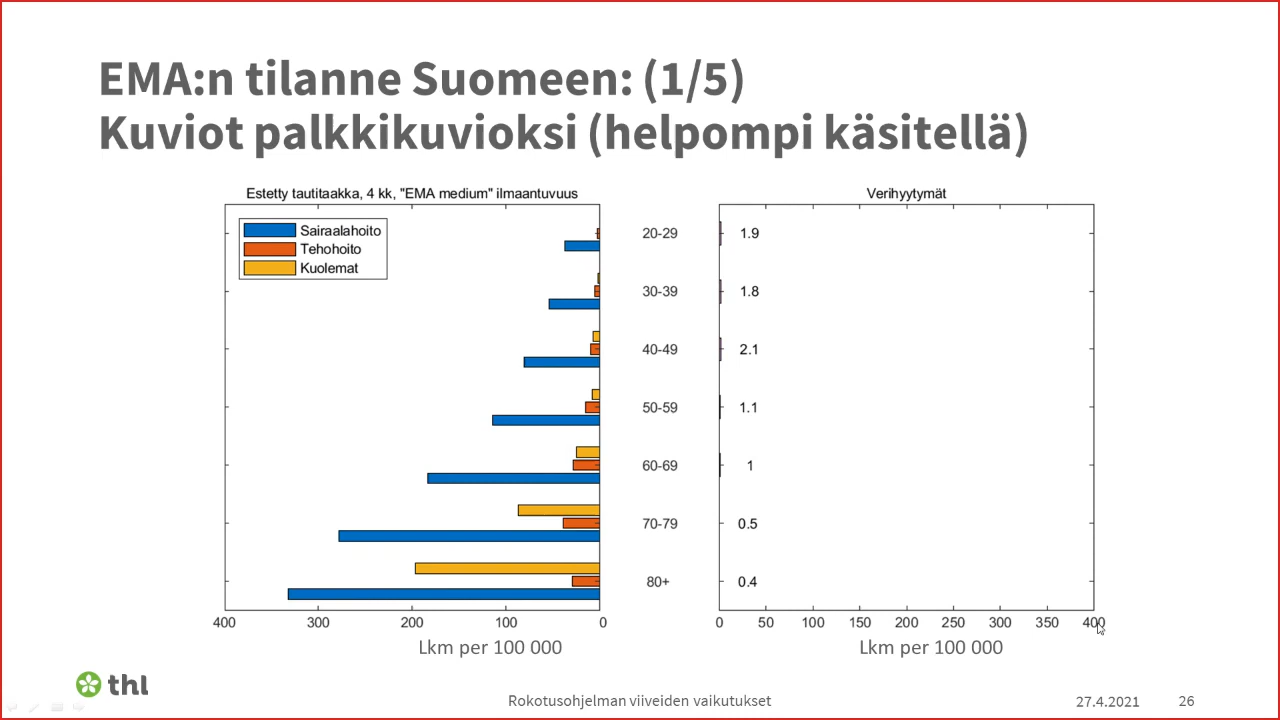 EMA:n tilanne Suomeen: (1/5)
Kuviot palkkikuvioksi (helpompi käsitellä)
Estetty tautitaakka, 4 kk, "EMA medium" ilmaantuvuus
Sairaalahoito
Tehohoito
Kuolemat
400 300 200 100 0
Lkm per 100 000
20-29
30-39
40-49
50-59
60-69
70-79
80+
Verihyytymät
1.9
1.8
2.1
1.1
1
0.5
0.4
0 50 100 150 200 250 300 350 400
Lkm per 100 000
thl
Rokotusohjelman viiveiden vaikutukset
27.4.2021
26